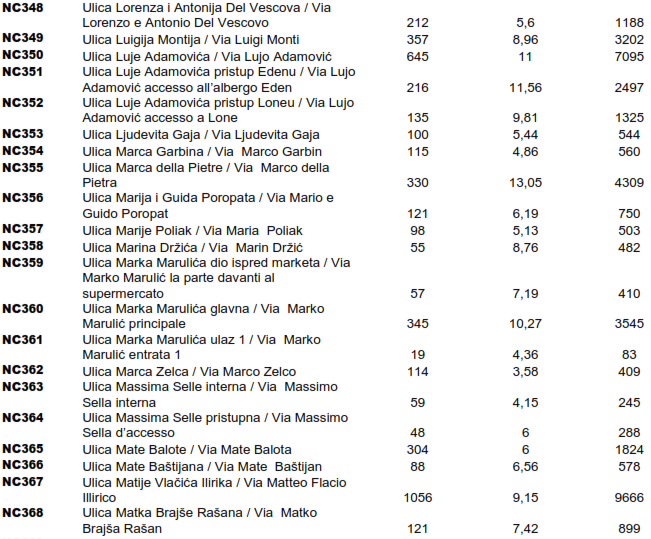 NC348 Ulica Lorenza i Antonija Del Vescova / Via
Lorenzo e Antonio Del Vescovo 212 5,6 1188
NC349 Ulica Luigija Montija / Via Luigi Monti 357 8,96 3202
NC350 Ulica Luje Adamovića / Via Lujo Adamović 645 11 7095
NC351 Ulica Luje Adamovića pristup Edenu / Via Lujo
Adamović accesso all'albergo Eden 216 11,56 2497
NC352 Ulica Luje Adamovića pristup Loneu / Via Lujo
Adamović accesso a Lone 135 9,81 1325
NC353 Ulica Ljudevita Gaja / Via Ljudevita Gaja 100 5,44 544
NC354 Ulica Marca Garbina / Via Marco Garbin 115 4,86 560
NC355 Ulica Marca della Pietre / Via Marco della
Pietra 330 13,05 4309
NC356 Ulica Marija i Guida Poropata / Via Mario e
Guido Poropat 121 6,19 750
NC357 Ulica Marije Poliak / Via Maria Poliak 98 5,13 503
NC358 Ulica Marina Držića / Via Marin Držić 55 8,76 482
NC359 Ulica Marka Marulića dio ispred marketa / Via
Marko Marulić la parte davanti al
supermercato 57 7,19 410
NC360 Ulica Marka Marulića glavna / Via Marko
Marulić principale 345 10,27 3545
NC361 Ulica Marka Marulića ulaz 1 / Via Marko
Marulić entrata 1 19 4,36 83
NC362 Ulica Marca Zelca / Via Marco Zelco 114 3,58 409
NC363 Ulica Massima Selle interna / Via Massimo
Sella interna 59 4,15 245
NC364 Ulica Massima Selle pristupna / Via Massimo
Sella d'accesso 48 6 288
NC365 Ulica Mate Balote / Via Mate Balota 304 6 1824
NC366 Ulica Mate Baštijana / Via Mate Baštijan 88 6,56 578
NC367 Ulica Matije Vlačića Ilirika / Via Matteo Flacio
Illirico 1056 9,15 9666
NC368 Ulica Matka Brajše Rašana / Via Matko
Brajša Rašan 121 7,42 899